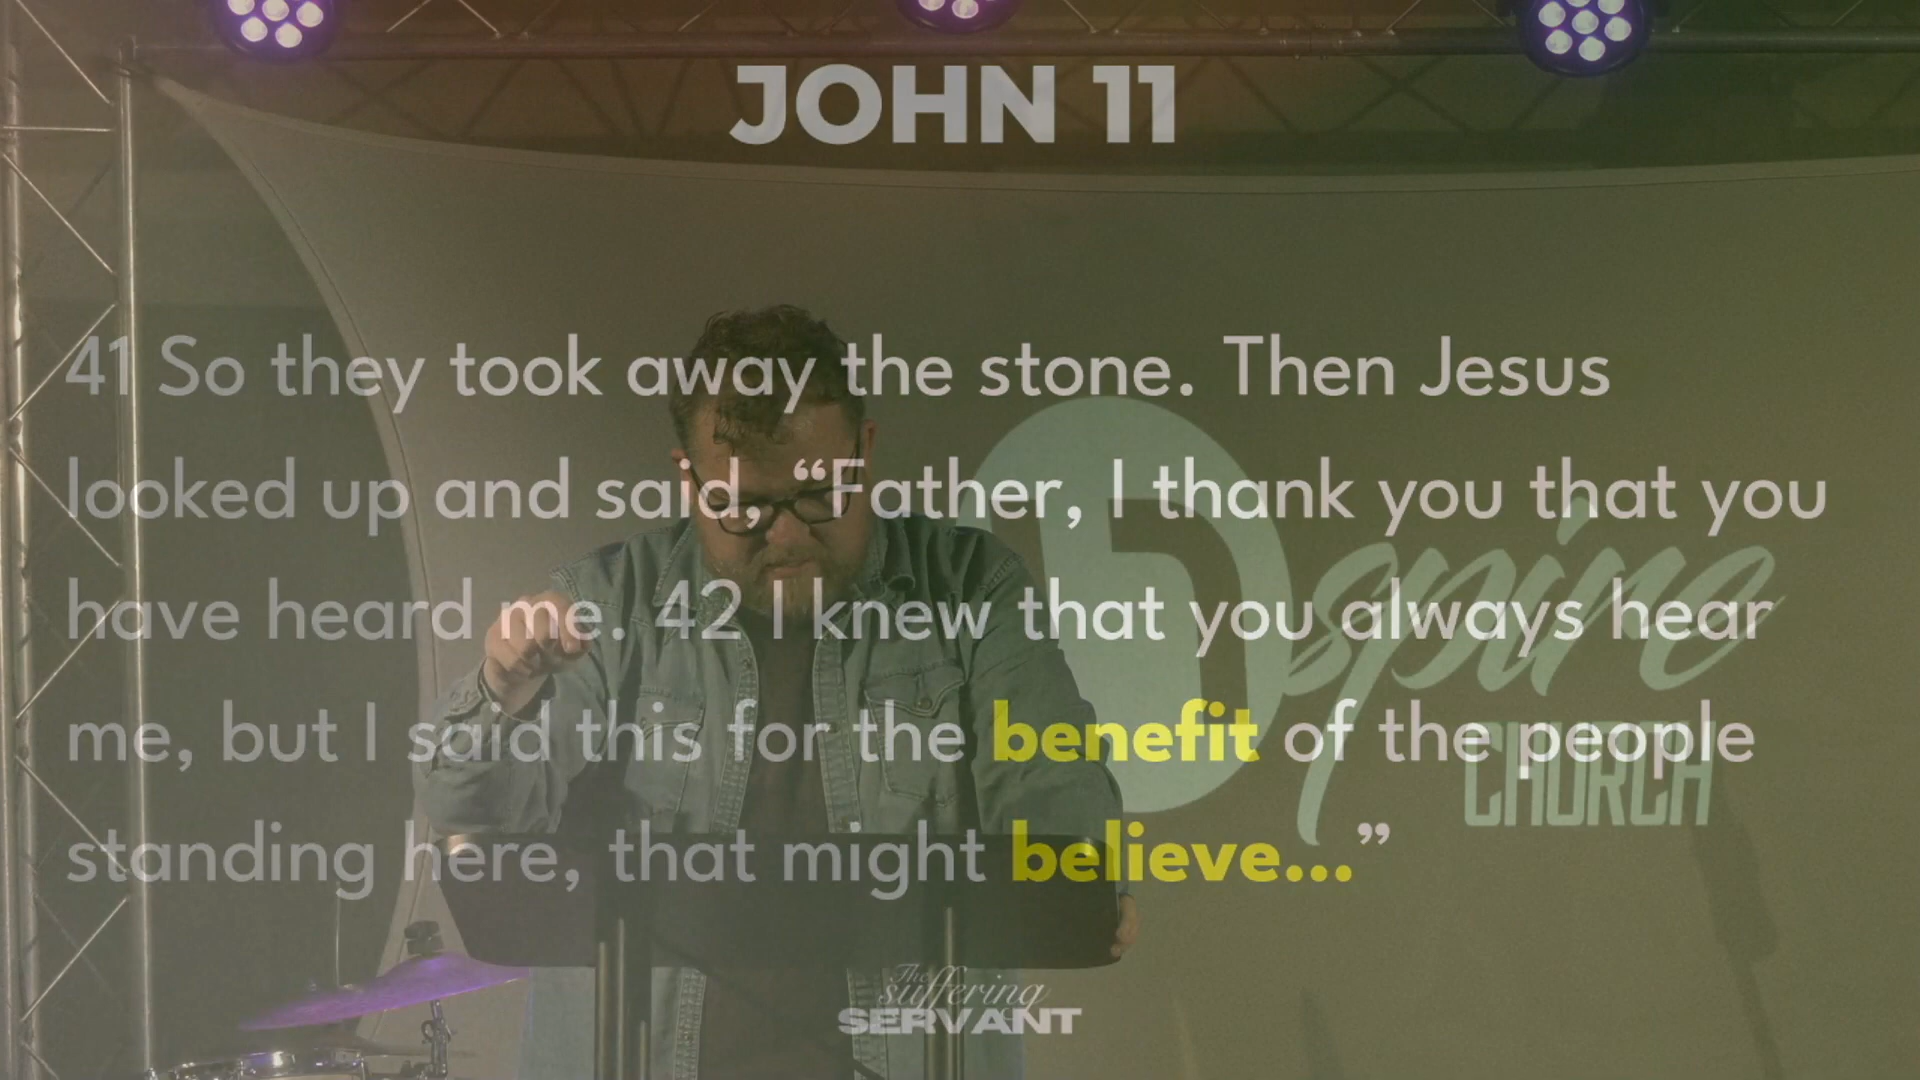 JOHN 11
41 So they took away the stone. Then Jesus
looked up and said, “Father, I thank you that you
have heard me. 42 I knew that you always hear
me, but I said this for the benefit of the people
standing here, that might believe...”
spire
CHURCH
The
suffering
SERVANT